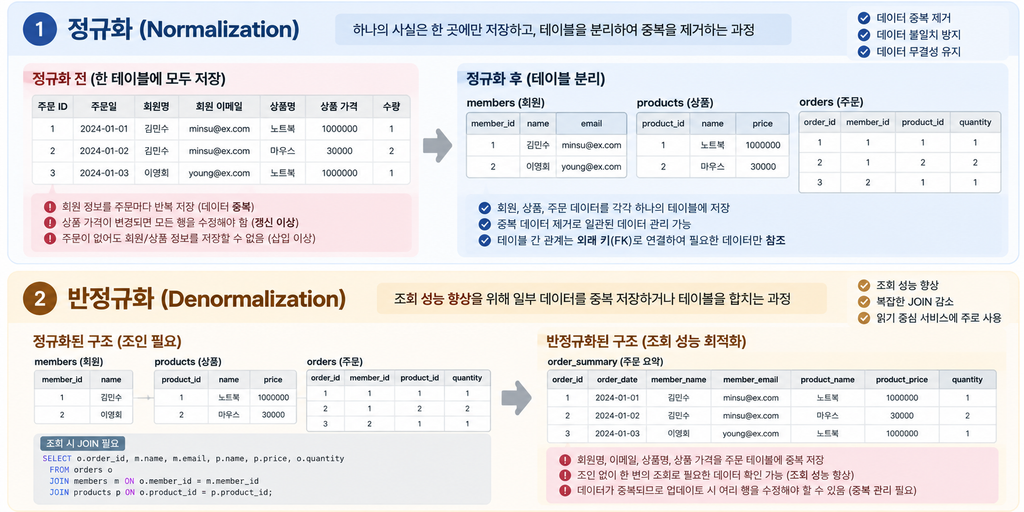 1 정규화 (Normalization)
하나의 사실은 한 곳에만 저장하고, 테이블을 분리하여 중복을 제거하는 과정
데이터 중복 제거
데이터 불일치 방지
데이터 무결성 유지
정규화 전 (한 테이블에 모두 저장)
주문 ID 주문일 회원명 회원 이메일 상품명 상품 가격 수량
1 2024-01-01 김민수 minsu@ex.com 노트북 1000000 1
2 2024-01-02 김민수 minsu@ex.com 마우스 30000 2
3 2024-01-03 이영희 young@ex.com 노트북 1000000 1
회원 정보를 주문마다 반복 저장 (데이터 중복)
상품 가격이 변경되면 모든 행을 수정해야 함 (갱신 이상)
주문이 없어도 회원/상품 정보를 저장할 수 없음 (삽입 이상)
정규화 후 (테이블 분리)
members (회원)
member_id name email
1 김민수 minsu@ex.com
2 이영희 young@ex.com
products (상품)
product_id name price
1 노트북 1000000
2 마우스 30000
orders (주문)
order_id member_id product_id quantity
1 1 1 1
2 1 2 2
3 2 1 1
회원, 상품, 주문 데이터를 각각 하나의 테이블에 저장
중복 데이터 제거로 일관된 데이터 관리 가능
테이블 간 관계는 외래 키(FK)로 연결하여 필요한 데이터만 참조
2 반정규화 (Denormalization)
조회 성능 향상을 위해 일부 데이터를 중복 저장하거나 테이블을 합치는 과정
조회 성능 향상
복잡한 JOIN 감소
읽기 중심 서비스에 주로 사용
정규화된 구조 (조인 필요)
members (회원)
member_id name
1 김민수
2 이영희
products (상품)
product_id name price
1 노트북 1000000
2 마우스 30000
orders (주문)
order_id member_id product_id quantity
1 1 1 1
2 1 2 2
3 2 1 1
조회 시 JOIN 필요
SELECT o.order_id, m.name, m.email, p.name, p.price, o.quantity
FROM orders o
JOIN members m ON o.member_id = m.member_id
JOIN products p ON o.product_id = p.product_id;
반정규화된 구조 (조회 성능 최적화)
order_summary (주문 요약)
order_id order_date member_name member_email product_name product_price quantity
1 2024-01-01 김민수 minsu@ex.com 노트북 1000000 1
2 2024-01-02 김민수 minsu@ex.com 마우스 30000 2
3 2024-01-03 이영희 young@ex.com 노트북 1000000 1
회원명, 이메일, 상품명, 상품 가격을 주문 테이블에 중복 저장
조인 없이 한 번의 조회로 필요한 데이터 확인 가능 (조회 성능 향상)
데이터가 중복되므로 업데이트 시 여러 행을 수정해야 할 수 있음 (중복 관리 필요)